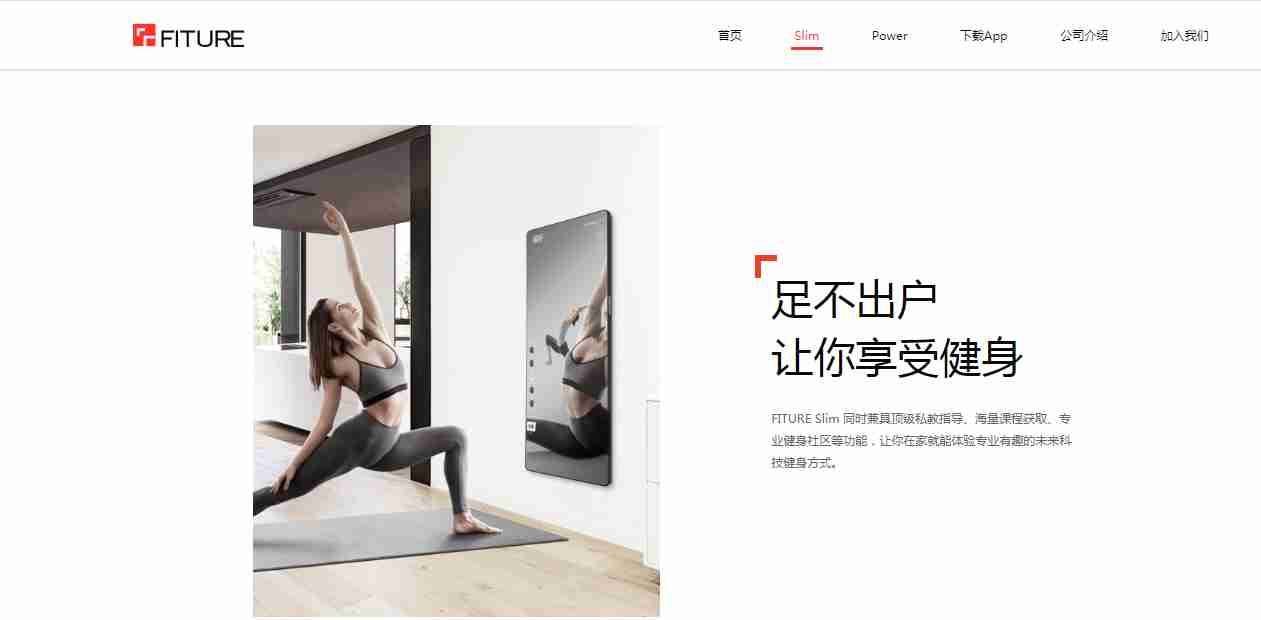 FITURE
首页
Slim
Power
下载App
公司介绍
加入我们
足不出户
让你享受健身
FITURE Slim 同时兼具顶级私教指导、海量课程获取、专
业健身社区等功能，让你在家就能体验专业有趣的未来科
技健身方式。